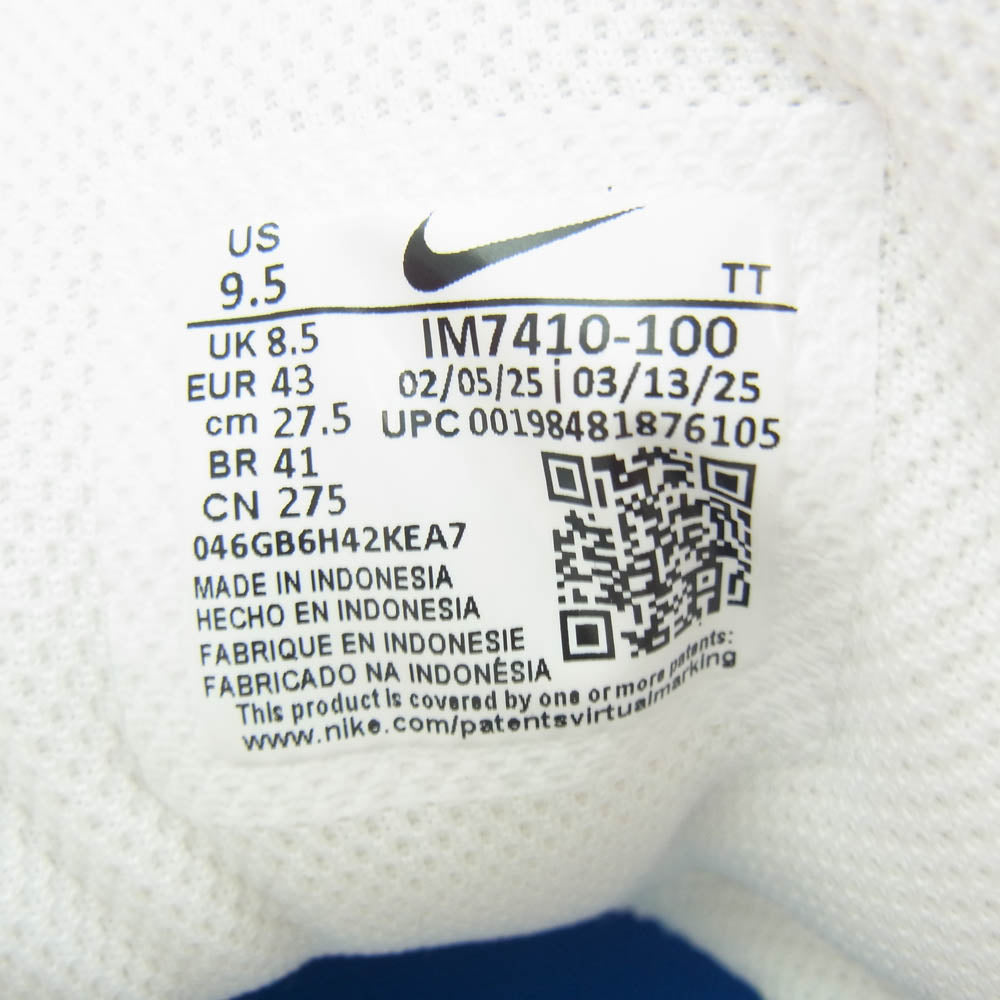 US
9.5
TT
UK 8.5
IM7410-100
EUR 43
02/05/25 | 03/13/25
cm 27.5
UPC 00198481876105
BR 41
CN 275
046GB6H42KEA7
MADE IN INDONESIA
HECHO EN INDONESIA
FABRIQUE EN INDONESIE
FABRICADO NA INDONÉSIA
This product is covered by one or more patents:
www.nike.com/patentsvirtualmarking